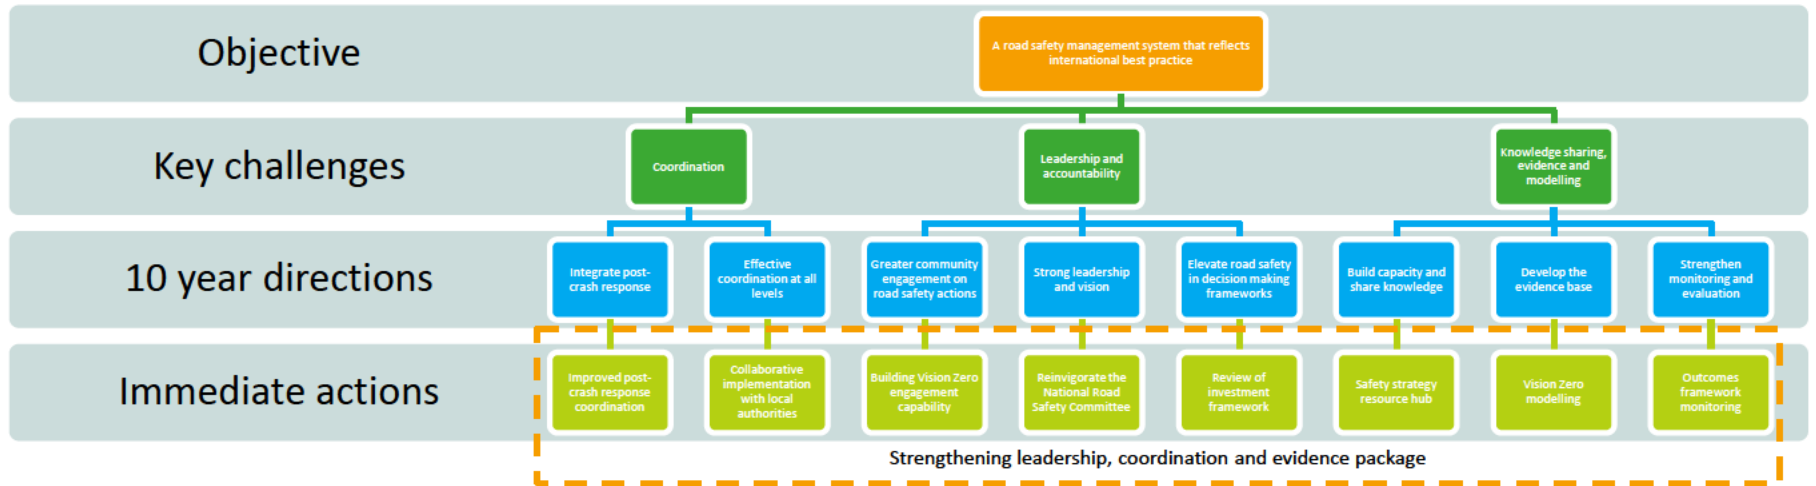 Objective
A road safety management system that reflects
international best practice
Key challenges
Coordination
Leadership and
accountability
Knowledge sharing,
evidence and
modelling
10 year directions
Integrate post-
crash response
Effective
coordination at all
levels
Greater community
engagement on
road safety actions
Strong leadership
and vision
Elevate road safety
in decision making
frameworks
Build capacity and
share knowledge
Develop the
evidence base
Strengthen
monitoring and
evaluation
Immediate actions
Improved post-
crash response
coordination
Collaborative
implementation
with local
authorities
Building Vision Zero
engagement
capability
Reinvigorate the
National Road
Safety Committee
Review of
investment
framework
Safety strategy
resource hub
Vision Zero
modelling
Outcomes
framework
monitoring
Strengthening leadership, coordination and evidence package